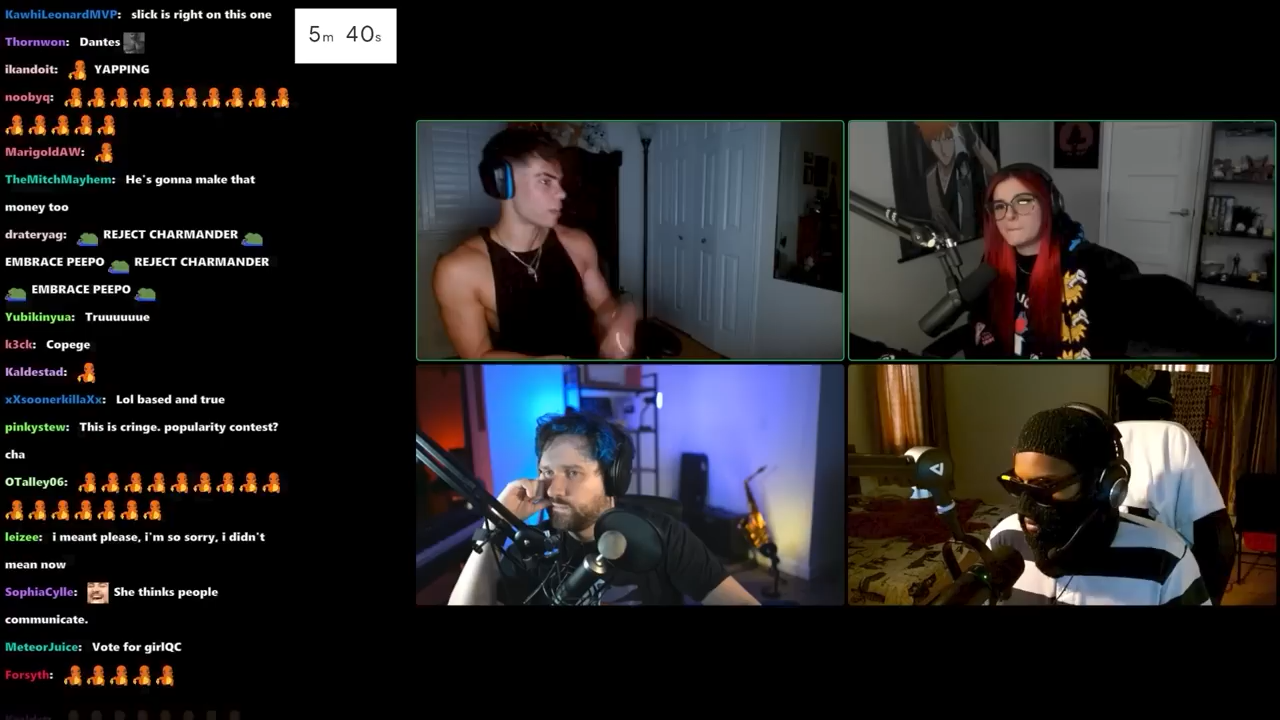 KawhiLeonardMVP: slick is right on this one
Thornwon: Dantes
ikandoit: YAPPING
noobyq:
MarigoldAW:
TheMitchMayhem: He's gonna make that
money too
drateryag: REJECT CHARMANDER
EMBRACE PEEPO REJECT CHARMANDER
EMBRACE PEEPO
Yubikinyua: Truuuuuue
k3ck: Copege
Kaldestad:
xXsoonerkillaXx: Lol based and true
pinkystew: This is cringe. popularity contest?
cha
OTalley06:
leizee: i meant please, i'm so sorry, i didn't
mean now
SophiaCylle: She thinks people
communicate.
MeteorJuice: Vote for girlQC
Forsyth:
5m 40s